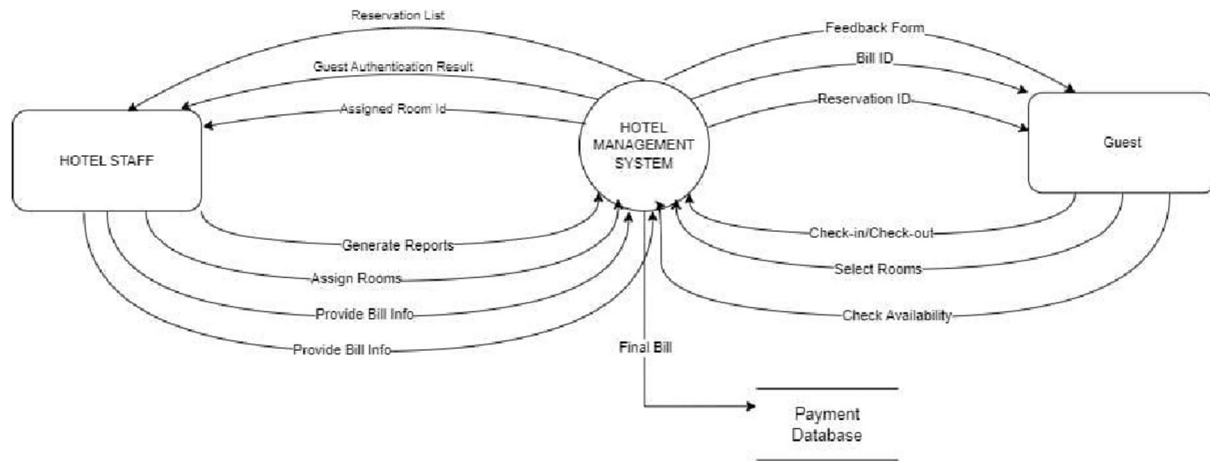 Reservation List
Feedback Form
Guest Authentication Result
Bill ID
Assigned Room Id
Reservation ID
HOTEL STAFF
HOTEL
MANAGEMENT
SYSTEM
Guest
Generate Reports
Check-in/Check-out
Assign Rooms
Select Rooms
Provide Bill Info
Check Availability
Provide Bill Info
Final Bill
Payment
Database